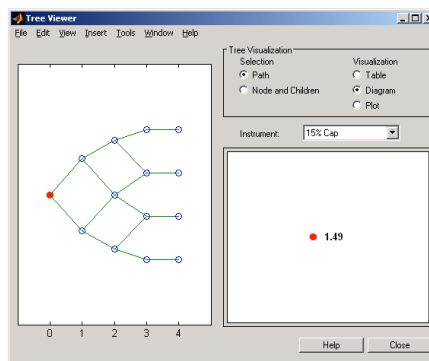 Tree Viewer
File Edit View Insert Tools Window Help
Tree Visualization
Selection
Visualization
Path
Table
Node and Children
Diagram
Plot
Instrument:
15% Cap
1.49
0 1 2 3 4
Help
Close